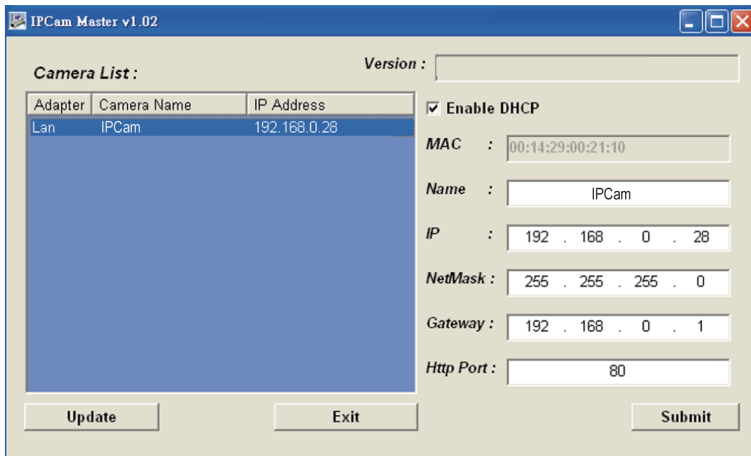 IPCam Master v1.02
Camera List :
Version :
Adapter Camera Name IP Address
Lan IPCam 192.168.0.28
Enable DHCP
MAC : 00:14:29:00:21:10
Name : IPCam
IP : 192 . 168 . 0 . 28
NetMask : 255 . 255 . 255 . 0
Gateway : 192 . 168 . 0 . 1
Http Port : 80
Update Exit Submit